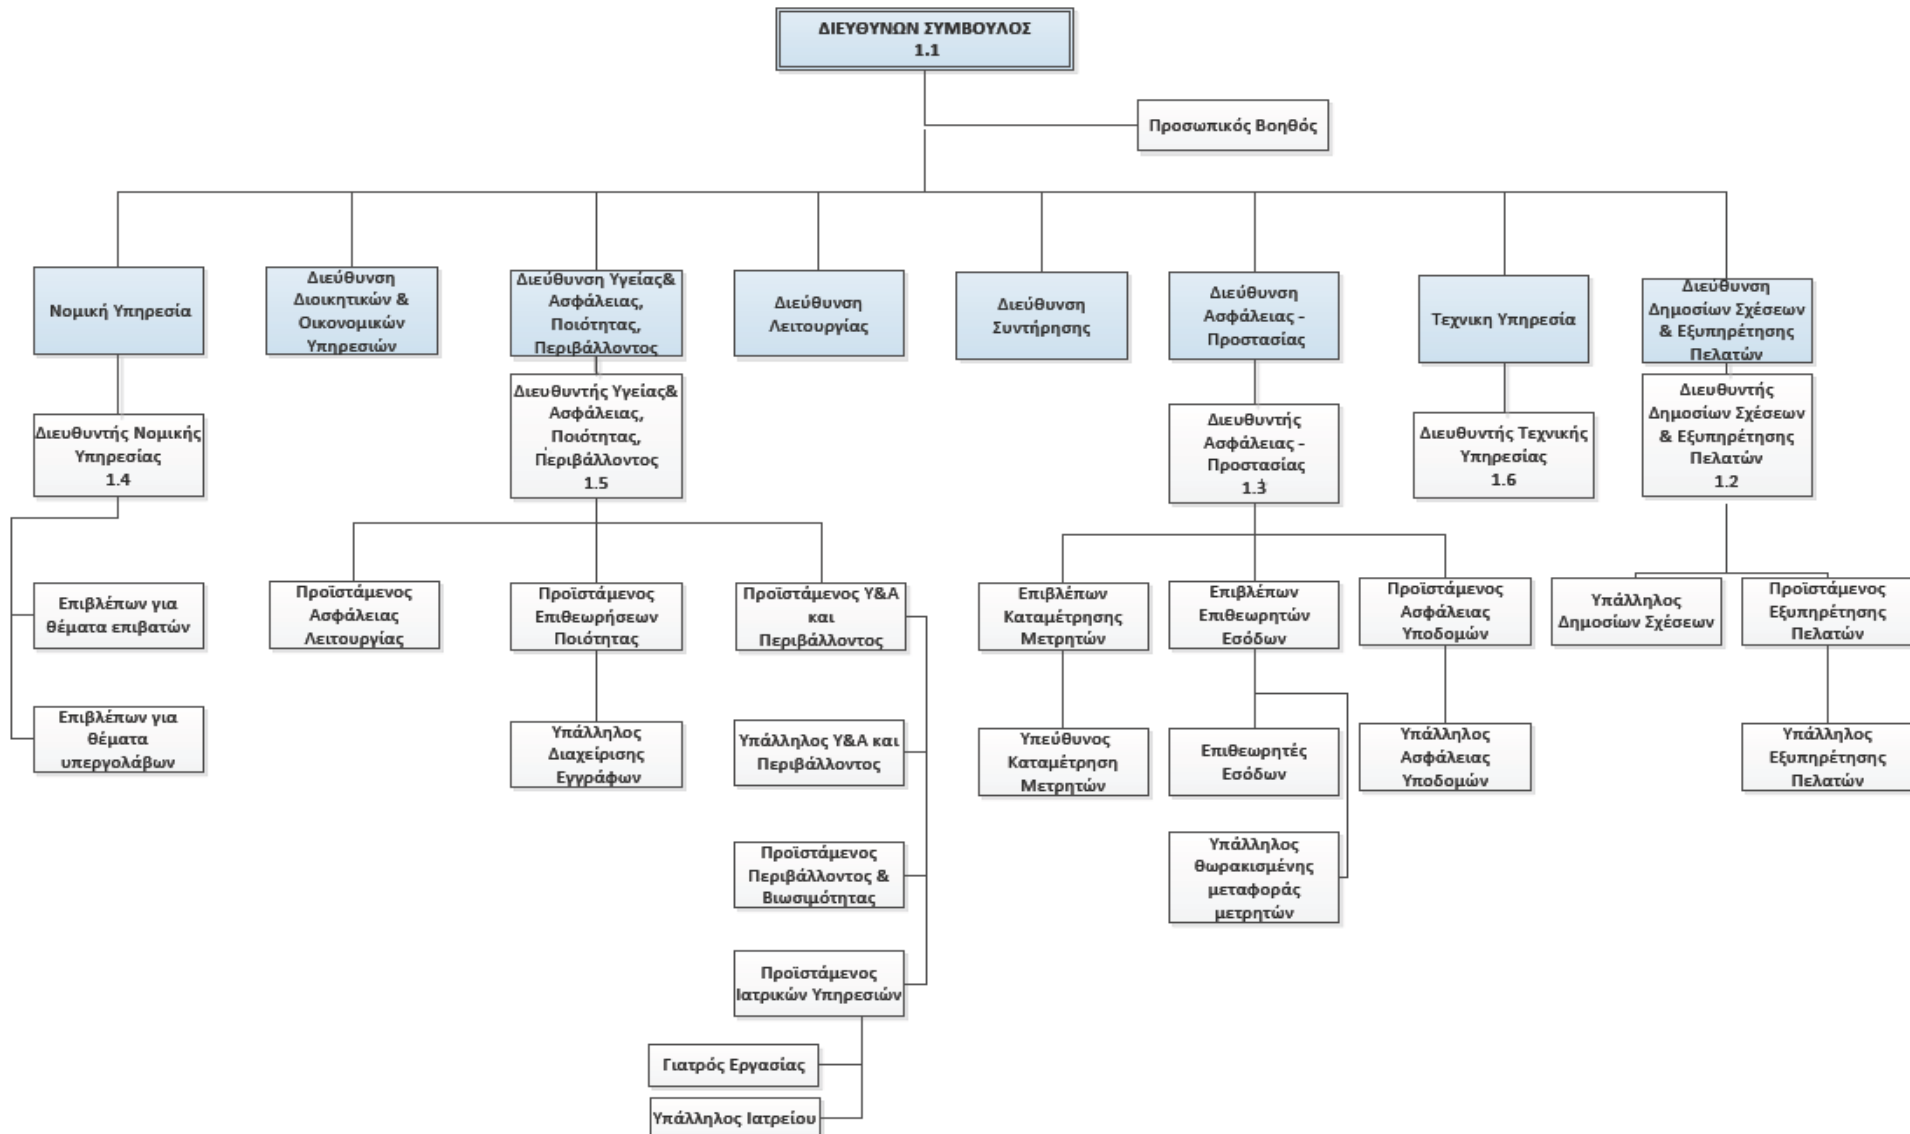 ΔΙΕΥΘΥΝΩΝ ΣΥΜΒΟΥΛΟΣ
1.1
Προσωπικός Βοηθός
Νομική Υπηρεσία
Διεύθυνση
Διοικητικών &
Οικονομικών
Υπηρεσιών
Διεύθυνση Υγείας&
Ασφάλειας,
Ποιότητας,
Περιβάλλοντος
Διεύθυνση
Λειτουργίας
Διεύθυνση
Συντήρησης
Διεύθυνση
Ασφάλειας -
Προστασίας
Τεχνικη Υπηρεσία
Διεύθυνση
Δημοσίων Σχέσεων
& Εξυπηρέτησης
Πελατών
Διευθυντής Νομικής
Υπηρεσίας
1.4
Διευθυντής Υγείας&
Ασφάλειας,
Ποιότητας,
Περιβάλλοντος
1.5
Διευθυντής
Ασφάλειας -
Προστασίας
1.3
Διευθυντής Τεχνικής
Υπηρεσίας
1.6
Διευθυντής
Δημοσίων Σχέσεων
& Εξυπηρέτησης
Πελατών
1.2
Επιβλέπων για
θέματα επιβατών
Προϊστάμενος
Ασφάλειας
Λειτουργίας
Προϊστάμενος
Επιθεωρήσεων
Ποιότητας
Προϊστάμενος Υ&Α
και
Περιβάλλοντος
Επιβλέπων
Καταμέτρησης
Μετρητών
Επιβλέπων
Επιθεωρητών
Εσόδων
Προϊστάμενος
Ασφάλειας
Υποδομών
Υπάλληλος
Δημοσίων Σχέσεων
Προϊστάμενος
Εξυπηρέτησης
Πελατών
Επιβλέπων για
θέματα
υπεργολάβων
Υπάλληλος
Διαχείρισης
Εγγράφων
Υπάλληλος Υ&Α και
Περιβάλλοντος
Υπεύθυνος
Καταμέτρηση
Μετρητών
Επιθεωρητές
Εσόδων
Υπάλληλος
Ασφάλειας
Υποδομών
Υπάλληλος
Εξυπηρέτησης
Πελατών
Προϊστάμενος
Περιβάλλοντος &
Βιωσιμότητας
Υπάλληλος
θωρακισμένης
μεταφοράς
μετρητών
Προϊστάμενος
Ιατρικών Υπηρεσιών
Γιατρός Εργασίας
Υπάλληλος Ιατρείου